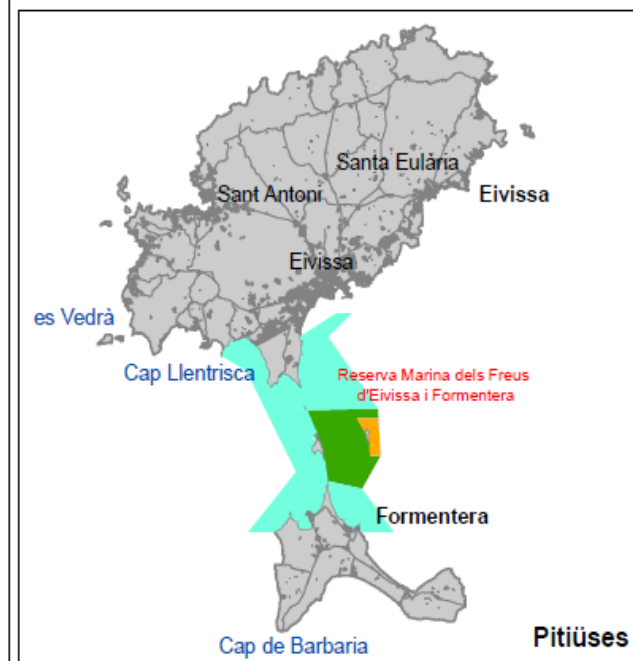 Santa Eulària
Sant Antoni
Eivissa
Eivissa
es Vedrà
Cap Llentrisca
Reserva Marina dels Freus
d'Eivissa i Formentera
Formentera
Cap de Barbaria
Pitiüses